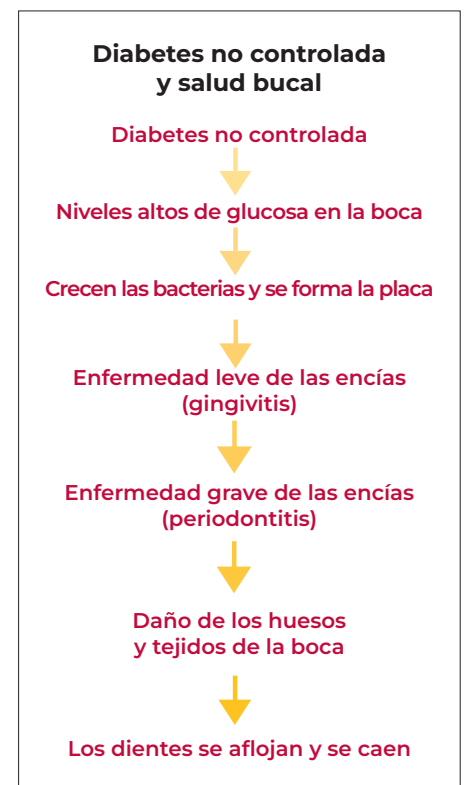 Diabetes no controlada
y salud bucal
Diabetes no controlada
Niveles altos de glucosa en la boca
Crecen las bacterias y se forma la placa
Enfermedad leve de las encías
(gingivitis)
Enfermedad grave de las encías
(periodontitis)
Daño de los huesos
y tejidos de la boca
Los dientes se aflojan y se caen